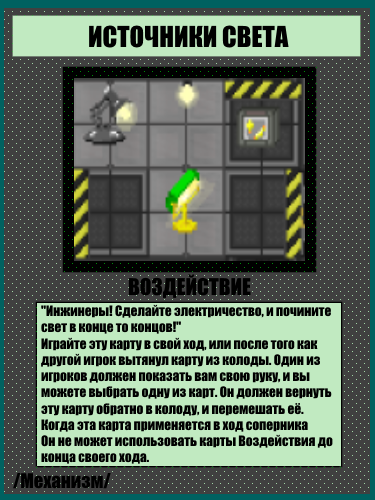 ИСТОЧНИКИ СВЕТА
ВОЗДЕЙСТВИЕ
"Инжинеры! Сделайте электричество, и почините
свет в конце то концов!"
Играйте эту карту в свой ход, или после того как
другой игрок вытянул карту из колоды. Один из
игроков должен показать вам свою руку, и вы
можете выбрать одну из карт. Он должен вернуть
эту карту обратно в колоду, и перемешать её.
Когда эта карта применяется в ход соперника
Он не может использовать карты Воздействия до
конца своего хода.
/Механизм/